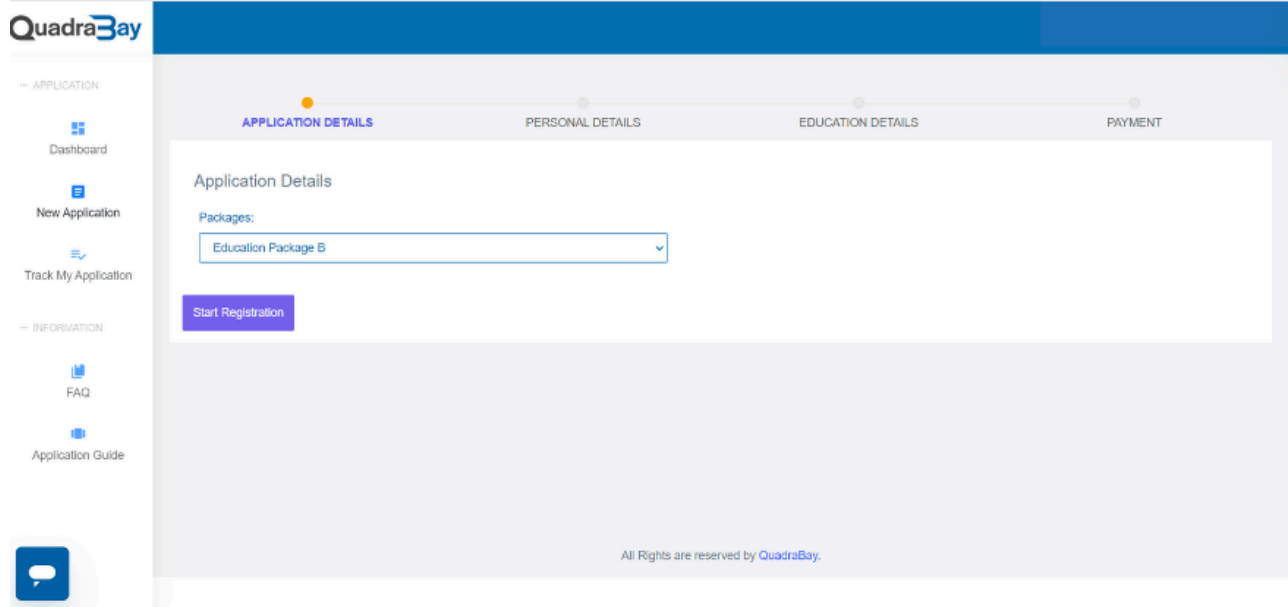 QuadraBay
— APPLICATION
Dashboard
New Application
Track My Application
— INFORMATION
FAQ
Application Guide
APPLICATION DETAILS
PERSONAL DETAILS
EDUCATION DETAILS
PAYMENT
Application Details
Packages:
Education Package B
Start Registration
All Rights are reserved by QuadraBay.